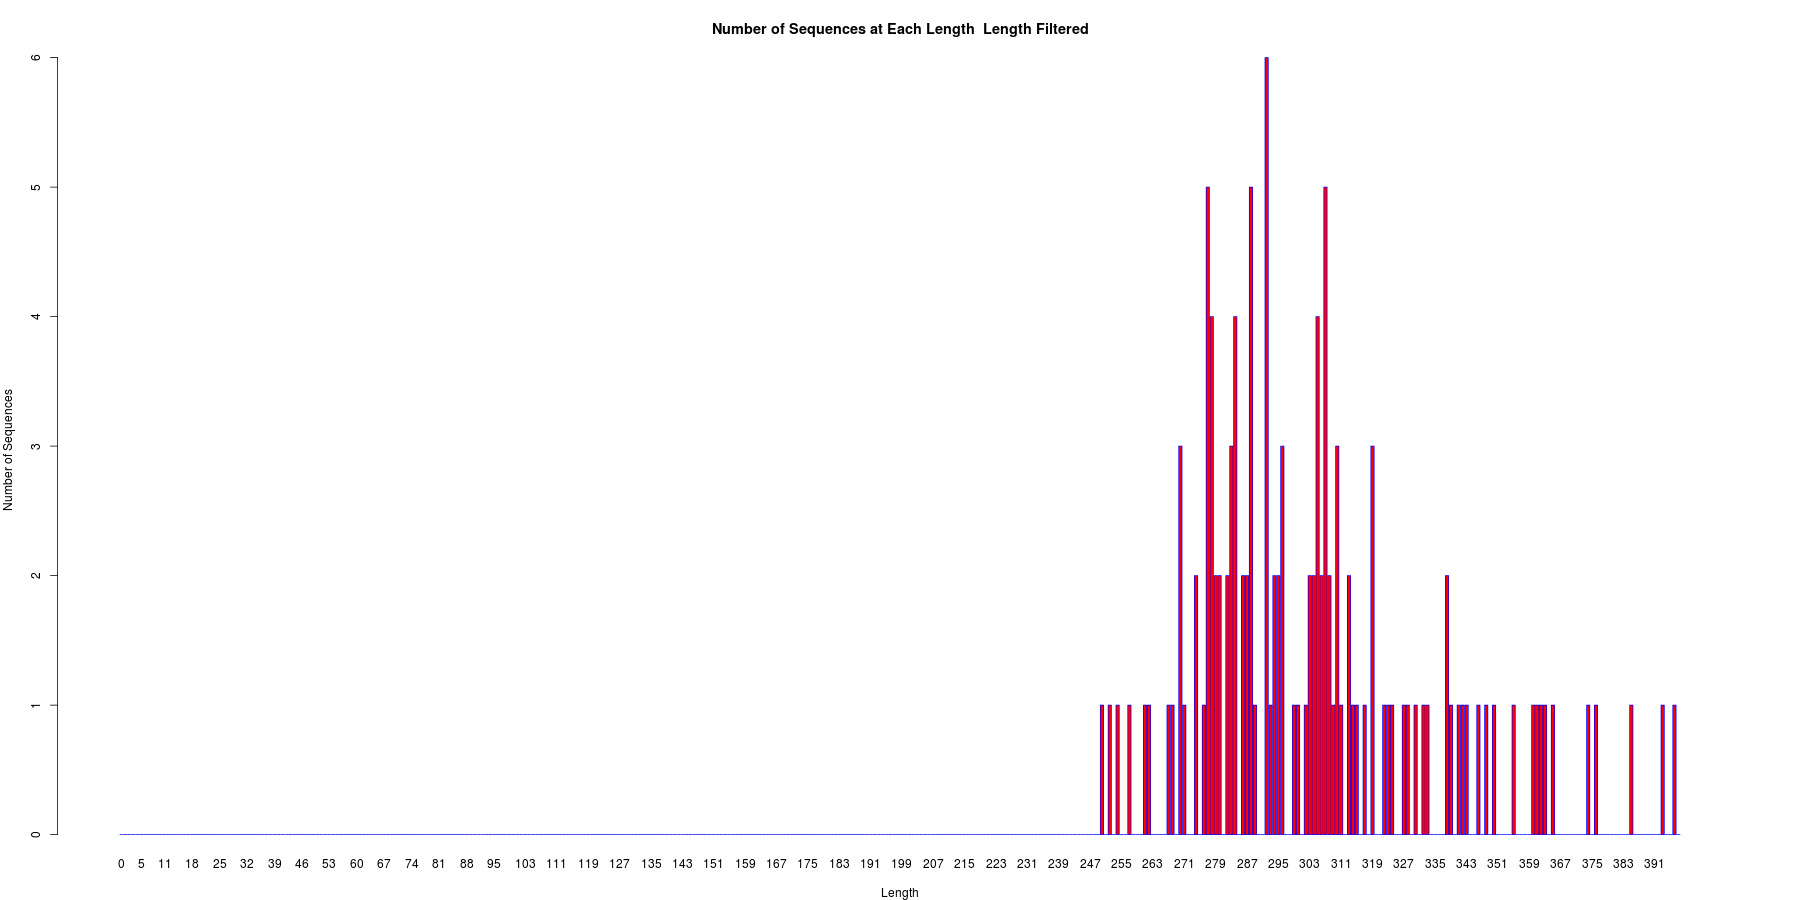 Number of Sequences at Each Length  Length Filtered
6
5
4
3
2
1
0
Number of Sequences
0 5 11 18 25 32 39 46 53 60 67 74 81 88 95 103 111 119 127 135 143 151 159 167 175 183 191 199 207 215 223 231 239 247 255 263 271 279 287 295 303 311 319 327 335 343 351 359 367 375 383 391
Length